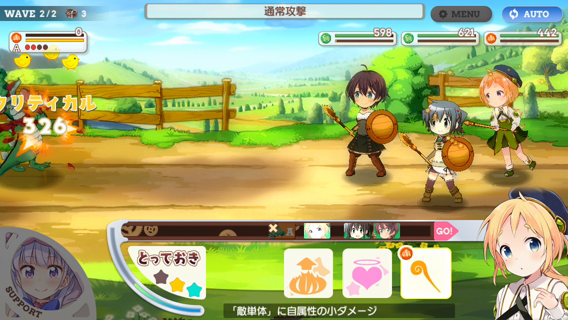 WAVE 2/2 3
通常攻撃
MENU
AUTO
0
598
621
442
A
クリティカル
326
A
GO!
とっておき
SUPPORT
「敵単体」に自属性の小ダメージ